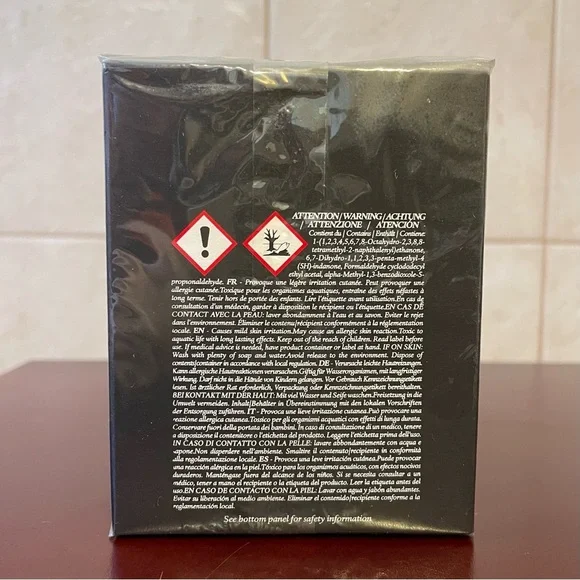 ATTENTION/WARNING/ACHTUNG
/ ATTENZIONE / ATENCIÓN
Contient du | Contains | Enthält | Contiene:
1-(1,2,3,4,5,6,7,8-Octahydro-2,3,8,8-
tetramethyl-2-naphthalenyl)ethanone,
6,7-Dihydro-1,1,2,3,3-penta-methyl-4
(5H)-indanone, Formaldehyde cyclododecyl
ethyl acetal, alpha-Methyl-1,3-benzodioxole-5-
propionaldehyde. FR - Provoque une légère irritation cutanée. Peut provoquer une
allergie cutanée.Toxique pour les organismes aquatiques, entraîne des effets néfastes à
long terme. Tenir hors de portée des enfants. Lire l'étiquette avant utilisation.En cas de
consultation d'un médecin, garder à disposition le récipient ou l'étiquette.EN CAS DE
CONTACT AVEC LA PEAU: laver abondamment à l'eau et au savon. Eviter le rejet
dans l'environnement. Eliminer le contenu/récipient conformément à la réglementation
locale. EN - Causes mild skin irritation.May cause an allergic skin reaction.Toxic to
aquatic life with long lasting effects. Keep out of the reach of children. Read label before
use. If medical advice is needed, have product container or label at hand. IF ON SKIN:
Wash with plenty of soap and water.Avoid release to the environment. Dispose of
contents/container in accordance with local regulation. DE - Verursacht leichte Hautreizungen.
Kann allergische Hautreaktionen verursachen.Giftig für Wasserorganismen, mit langfristiger
Wirkung. Darf nicht in die Hände von Kindern gelangen. Vor Gebrauch Kennzeichnungsetikett
lesen. Ist ärztlicher Rat erforderlich, Verpackung oder Kennzeichnungsetikett bereithalten.
BEI KONTAKT MIT DER HAUT: Mit viel Wasser und Seife waschen.Freisetzung in die
Umwelt vermeiden. Inhalt/Behälter in Übereinstimmung mit den lokalen Vorschriften
der Entsorgung zuführen. IT - Provoca una lieve irritazione cutanea.Può provocare una
reazione allergica cutanea.Tossico per gli organismi acquatici con effetti di lunga durata.
Conservare fuori della portata dei bambini. In caso di consultazione di un medico, tenere
a disposizione il contenitore o l'etichetta del prodotto. Leggere l'etichetta prima dell'uso.
IN CASO DI CONTATTO CON LA PELLE: lavare abbondantemente con acqua e
sapone.Non disperdere nell'ambiente. Smaltire il contenuto/recipiente in conformità
alla regolamentazione locale. ES - Provoca una leve irritación cutánea.Puede provocar
una reacción alérgica en la piel.Tóxico para los organismos acuáticos, con efectos nocivos
duraderos. Manténgase fuera del alcance de los niños. Si se necesita consultar a un
médico, tener a mano el recipiente o la etiqueta del producto. Leer la etiqueta antes del
uso.EN CASO DE CONTACTO CON LA PIEL: Lavar con agua y jabón abundantes.
Evitar su liberación al medio ambiente. Eliminar el contenido/recipiente conforme a la
reglamentación local.
See bottom panel for safety information